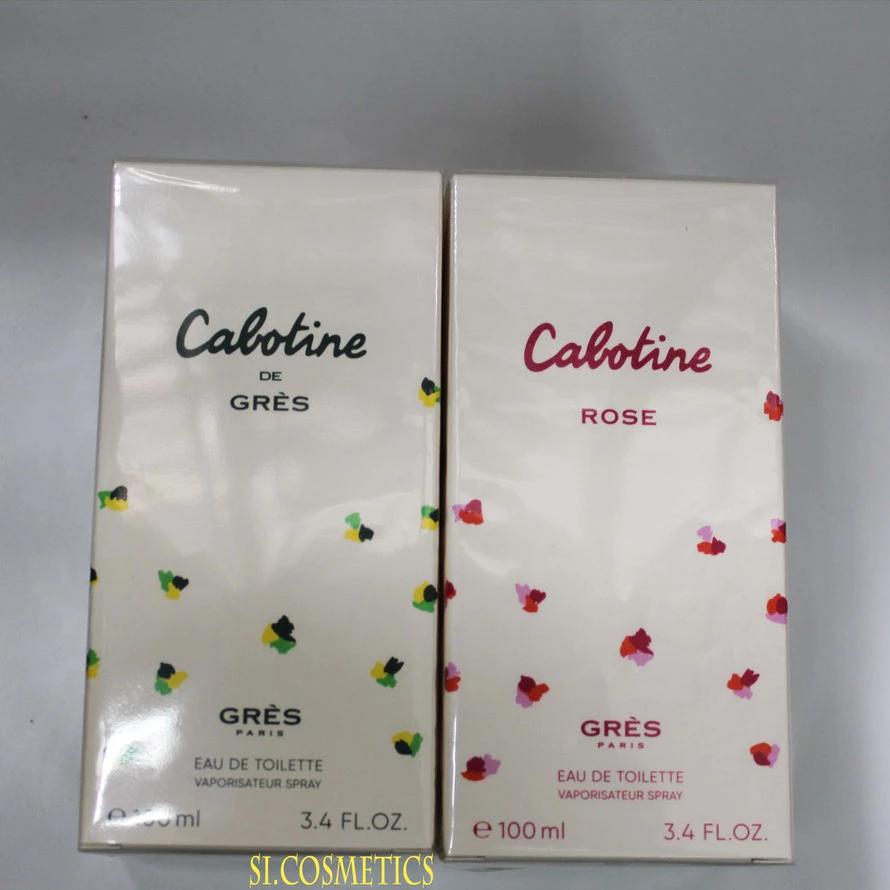 Cabotine
DE
GRÈS
GRÈS
PARIS
EAU DE TOILETTE
VAPORISATEUR SPRAY
e 100 ml 3.4 FL.OZ.
Cabotine
ROSE
GRÈS
PARIS
EAU DE TOILETTE
VAPORISATEUR SPRAY
e 100 ml 3.4 FL.OZ.
SI.COSMETICS